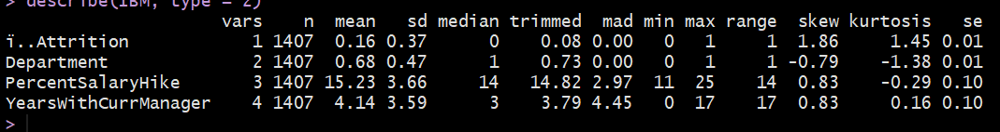 > describe(IBM, type = 2)
vars n mean sd median trimmed mad min max range skew kurtosis se
ï..Attrition 1 1407 0.16 0.37 0 0.08 0.00 0 1 1 1.86 1.45 0.01
Department 2 1407 0.68 0.47 1 0.73 0.00 0 1 1 -0.79 -1.38 0.01
PercentSalaryHike 3 1407 15.23 3.66 14 14.82 2.97 11 25 14 0.83 -0.29 0.10
YearsWithCurrManager 4 1407 4.14 3.59 3 3.79 4.45 0 17 17 0.83 0.16 0.10
>